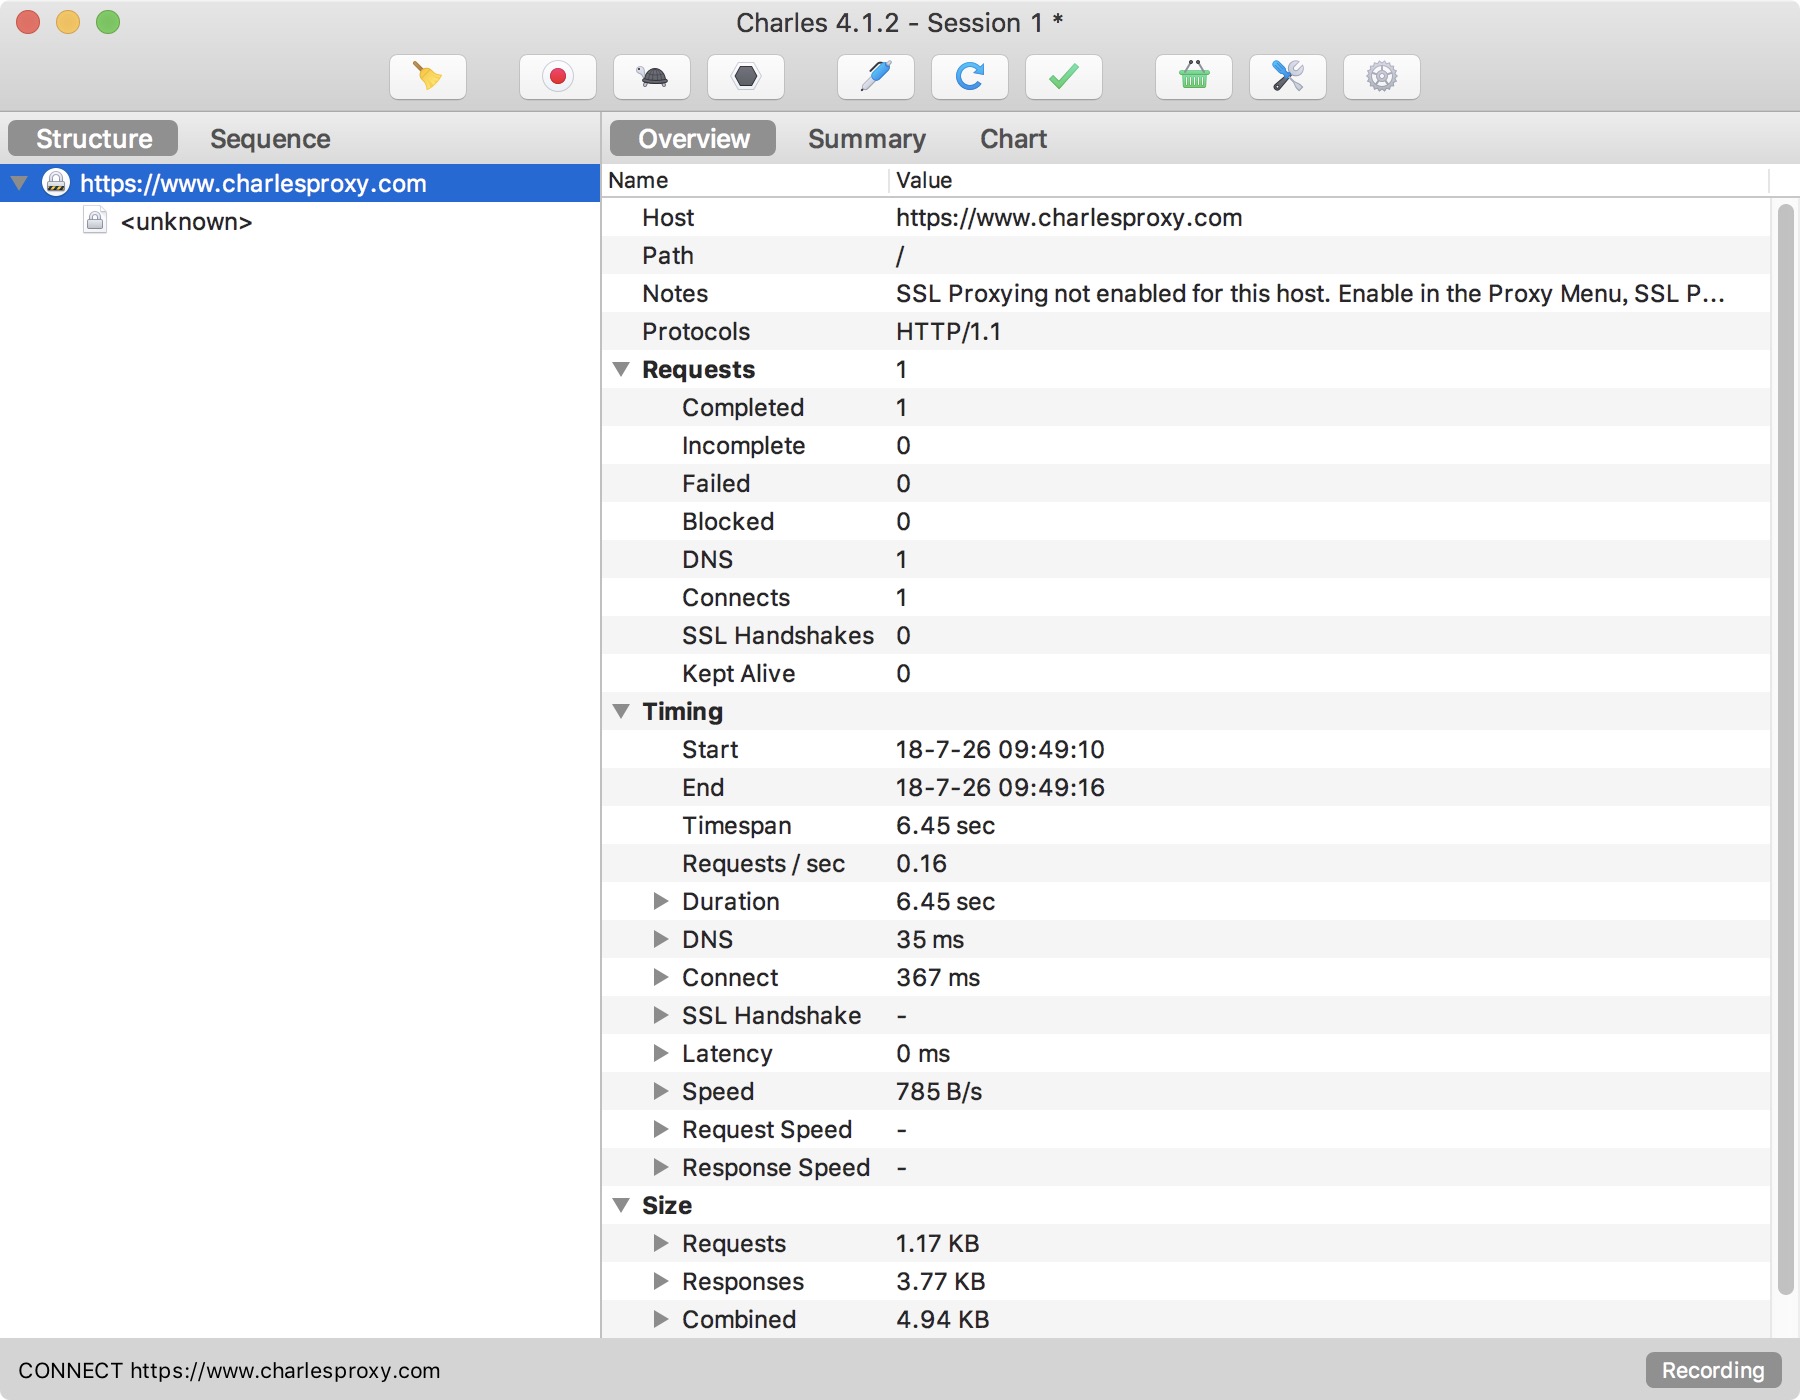 Charles 4.1.2 - Session 1 *
Structure Sequence
Overview Summary Chart
https://www.charlesproxy.com
<unknown>
Name Value
Host https://www.charlesproxy.com
Path /
Notes SSL Proxying not enabled for this host. Enable in the Proxy Menu, SSL P...
Protocols HTTP/1.1
Requests 1
Completed 1
Incomplete 0
Failed 0
Blocked 0
DNS 1
Connects 1
SSL Handshakes 0
Kept Alive 0
Timing
Start 18-7-26 09:49:10
End 18-7-26 09:49:16
Timespan 6.45 sec
Requests / sec 0.16
Duration 6.45 sec
DNS 35 ms
Connect 367 ms
SSL Handshake -
Latency 0 ms
Speed 785 B/s
Request Speed -
Response Speed -
Size
Requests 1.17 KB
Responses 3.77 KB
Combined 4.94 KB
CONNECT https://www.charlesproxy.com
Recording